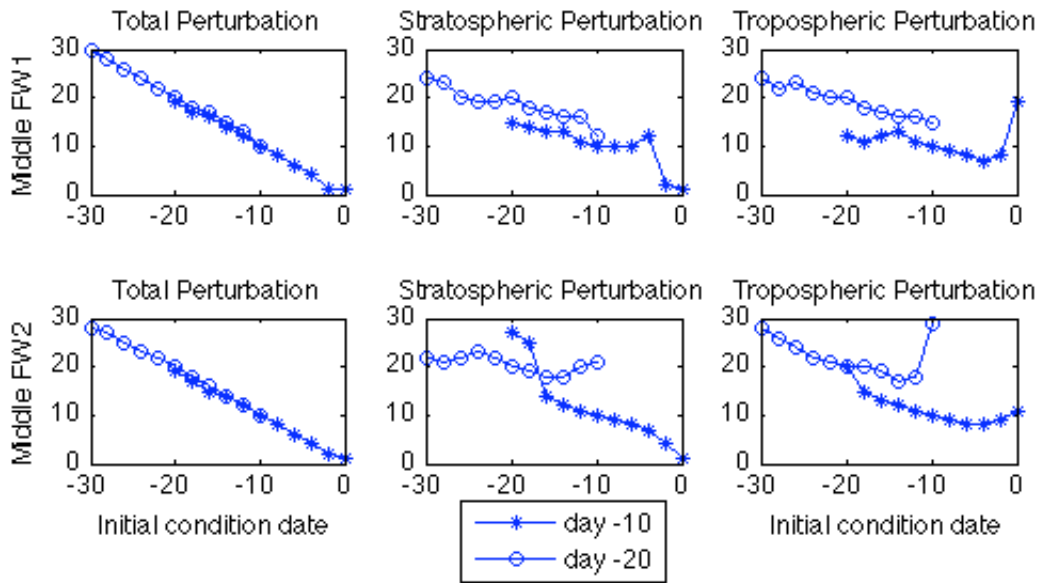 Total Perturbation
Stratospheric Perturbation
Tropospheric Perturbation
Middle FW1
30
20
10
0
-30 -20 -10 0
30
20
10
0
-30 -20 -10 0
30
20
10
0
-30 -20 -10 0
Total Perturbation
Stratospheric Perturbation
Tropospheric Perturbation
Middle FW2
30
20
10
0
-30 -20 -10 0
30
20
10
0
-30 -20 -10 0
30
20
10
0
-30 -20 -10 0
Initial condition date
Initial condition date
day -10
day -20